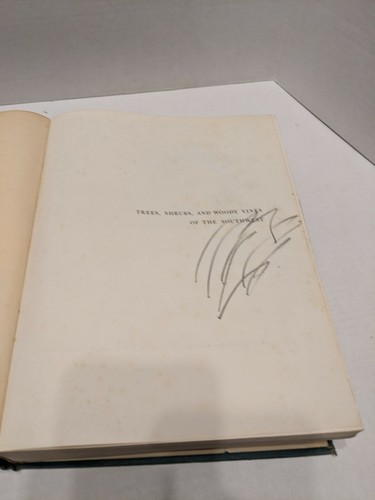 TREES, SHRUBS, AND WOODY VINES
OF THE SOUTHWEST